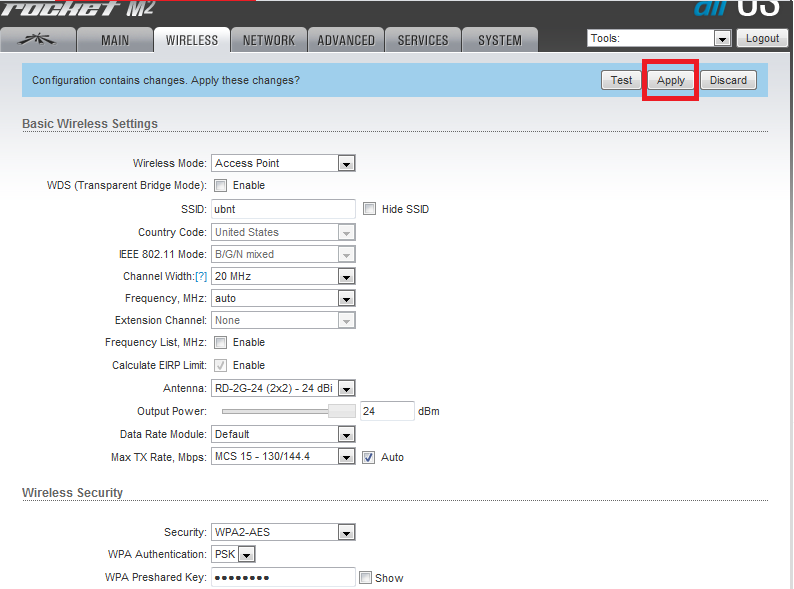 rocket M2
air OS
MAIN WIRELESS NETWORK ADVANCED SERVICES SYSTEM Tools: Logout
Configuration contains changes. Apply these changes? Test Apply Discard
Basic Wireless Settings
Wireless Mode: Access Point
WDS (Transparent Bridge Mode): Enable
SSID: ubnt Hide SSID
Country Code: United States
IEEE 802.11 Mode: B/G/N mixed
Channel Width:[?] 20 MHz
Frequency, MHz: auto
Extension Channel: None
Frequency List, MHz: Enable
Calculate EIRP Limit: Enable
Antenna: RD-2G-24 (2x2) - 24 dBi
Output Power: 24 dBm
Data Rate Module: Default
Max TX Rate, Mbps: MCS 15 - 130/144.4 Auto
Wireless Security
Security: WPA2-AES
WPA Authentication: PSK
WPA Preshared Key: •••••••• Show